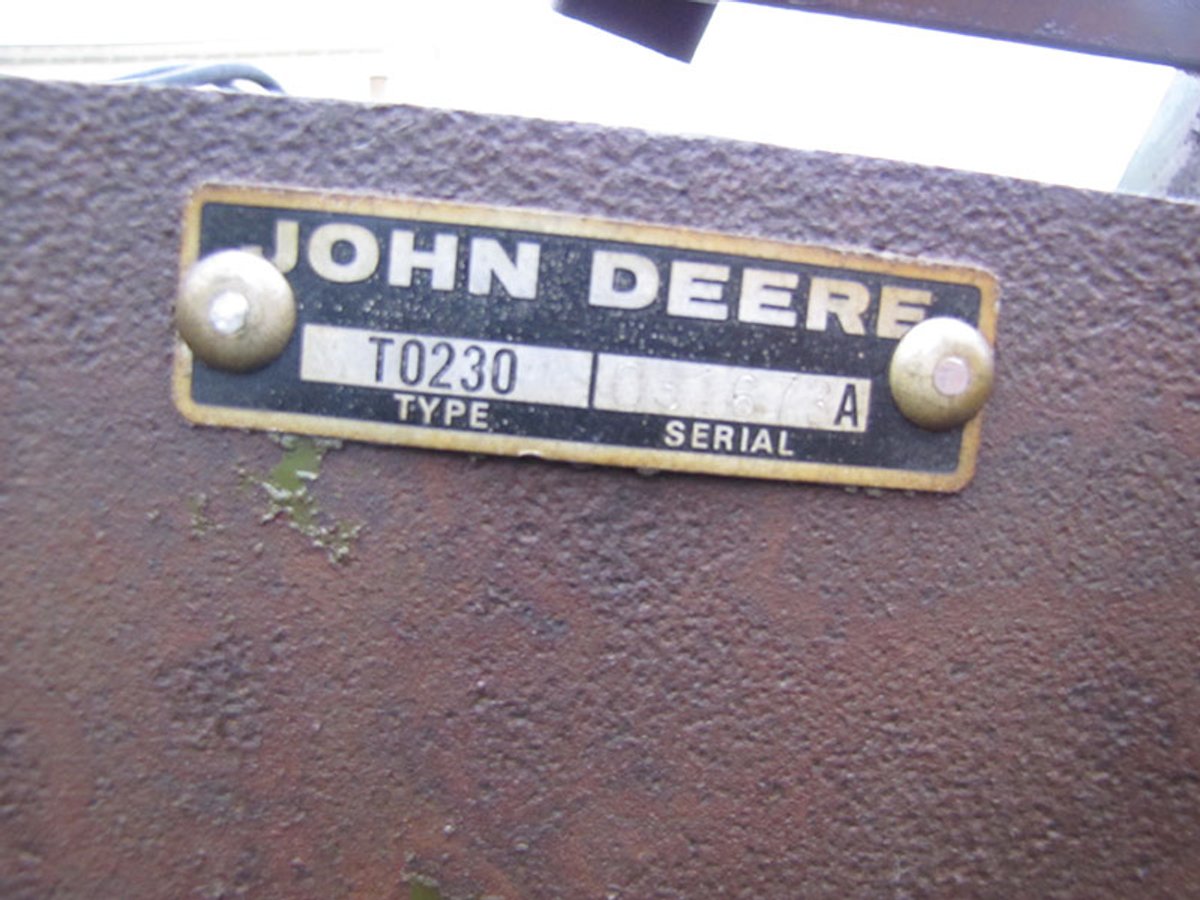 JOHN DEERE
T0230 A
TYPE SERIAL